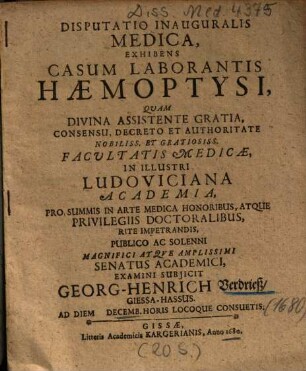 Diss. Med. 4375
DISPUTATIO INAUGURALIS
MEDICA,
EXHIBENS
CASUM LABORANTIS
HÆMOPTYSI,
QUAM
DIVINA ASSISTENTE GRATIA,
CONSENSU, DECRETO ET AUTHORITATE
NOBILISS. ET GRATIOSISS.
FACULTATIS MEDICÆ,
IN ILLUSTRI
LUDOVICIANA
ACADEMIA,
PRO SUMMIS IN ARTE MEDICA HONORIBUS, ATQUE
PRIVILEGIIS DOCTORALIBUS,
RITE IMPETRANDIS,
PUBLICO AC SOLENNI
MAGNIFICI ATQVE AMPLISSIMI
SENATUS ACADEMICI,
EXAMINI SUBJICIT
GEORG-HENRICH Verdrieß/
GIESSA-HASSUS.
AD DIEM DECEMB. HORIS LOCOQUE CONSUETIS.
(1680)
GISSÆ,
Litteris Academicis KARGERIANIS, Anno 1680.
(20 S.)